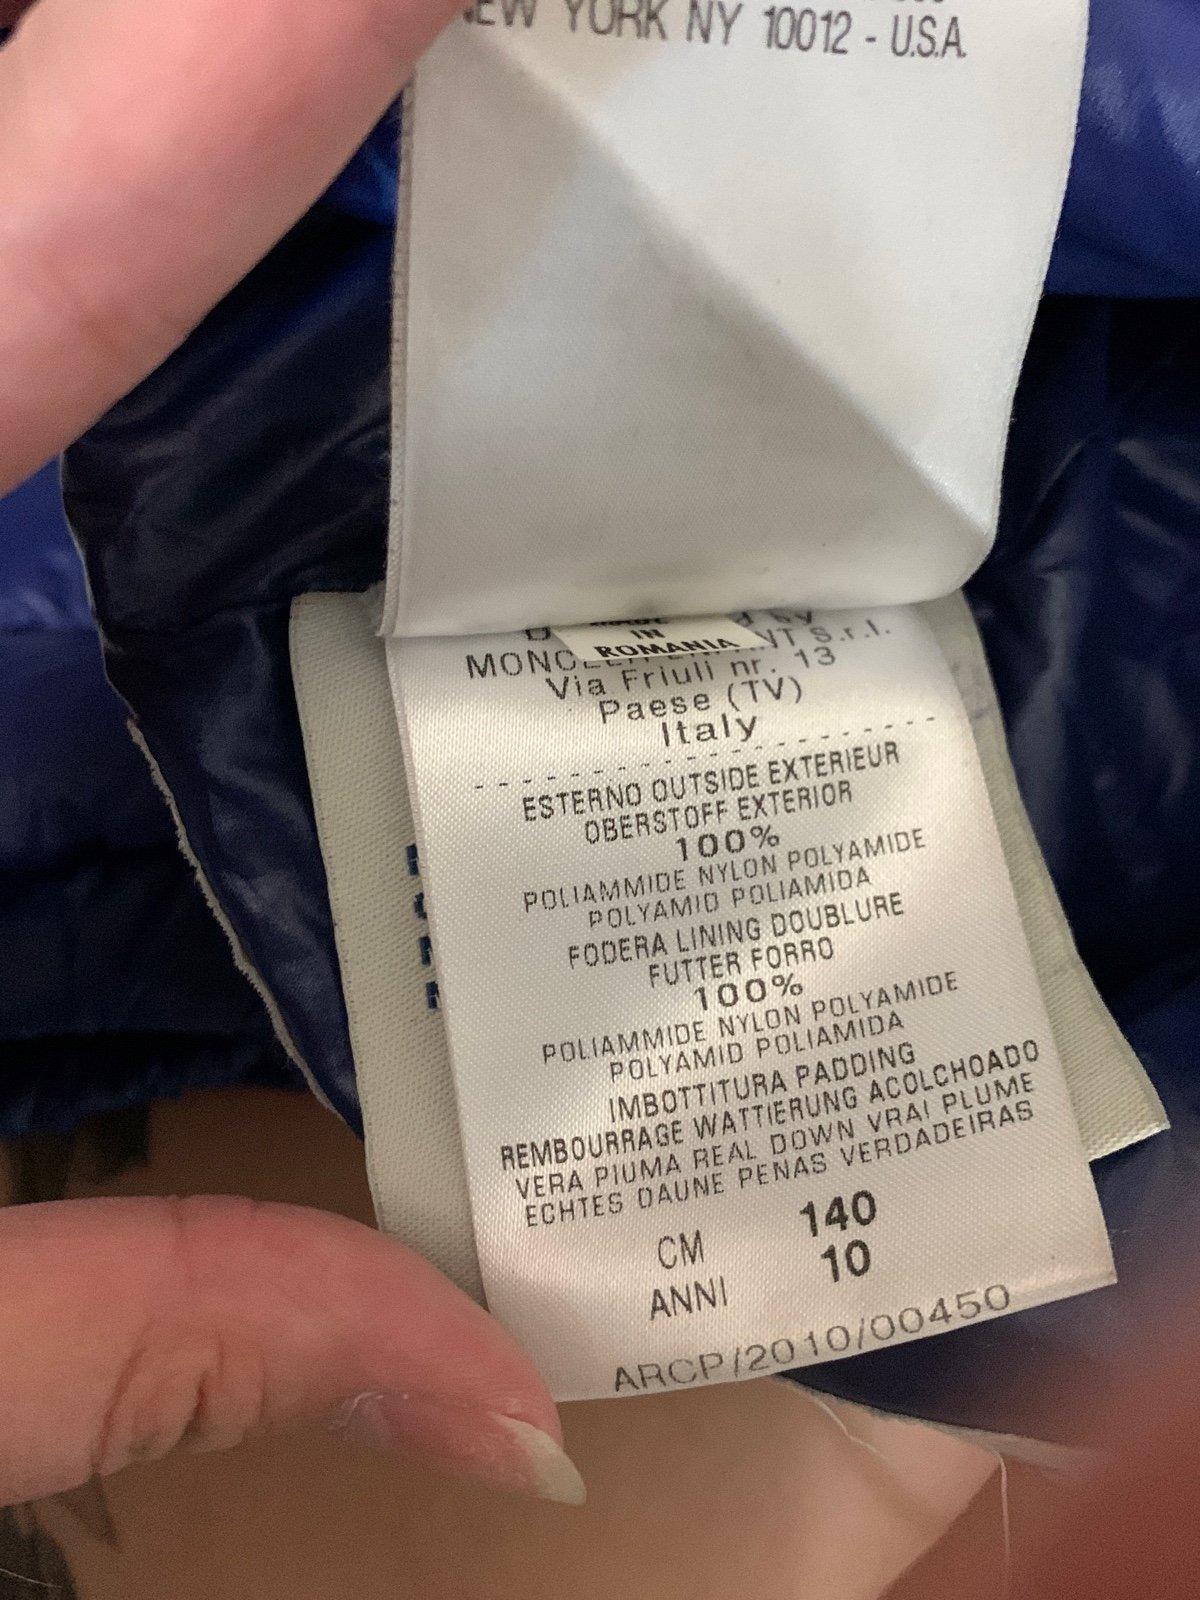 NEW YORK NY 10012 - U.S.A.
IN
ROMANIA
S.r.l.
Via Friuli nr. 13
Paese (TV)
Italy
ESTERNO OUTSIDE EXTERIEUR
OBERSTOFF EXTERIOR
100%
POLIAMMIDE NYLON POLYAMIDE
POLYAMID POLIAMIDA
FODERA LINING DOUBLURE
FUTTER FORRO
100%
POLIAMMIDE NYLON POLYAMIDE
POLYAMID POLIAMIDA
IMBOTTITURA PADDING
REMBOURRAGE WATTIERUNG ACOLCHOADO
VERA PIUMA REAL DOWN VRAI PLUME
ECHTES DAUNE PENAS VERDADEIRAS
CM 140
ANNI 10
ARCP/2010/00450